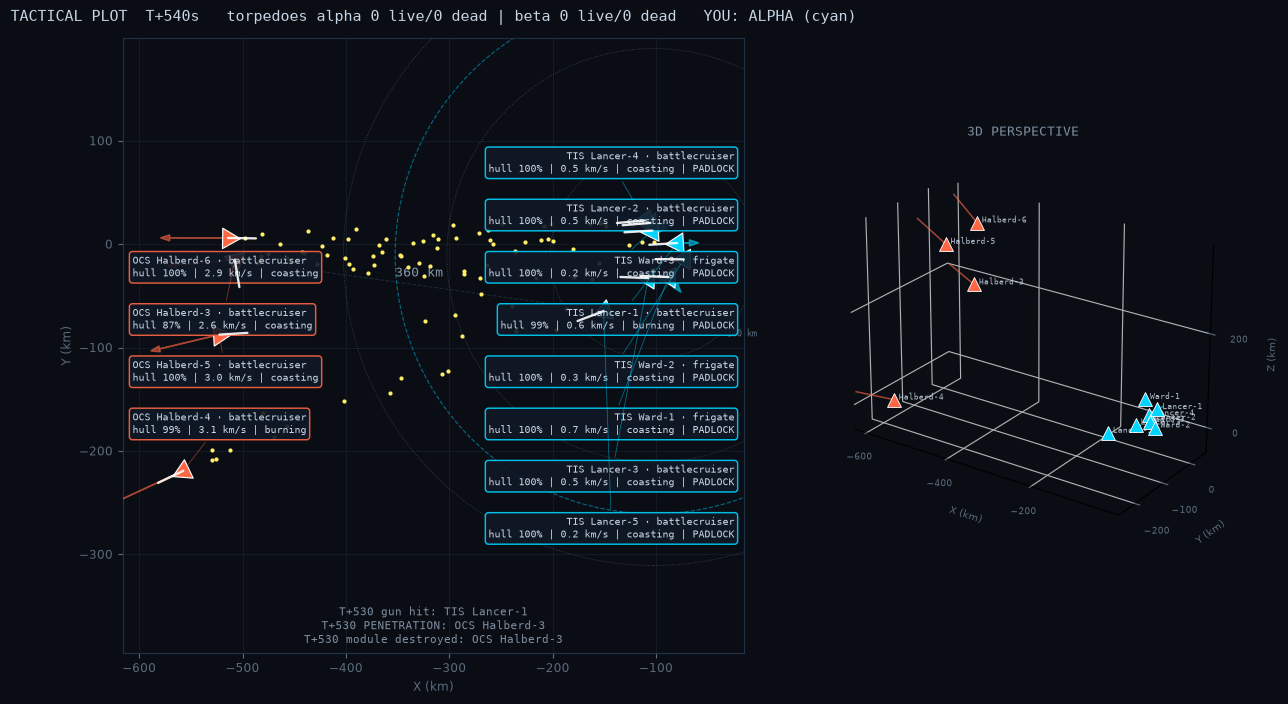 TACTICAL PLOT  T+540s   torpedoes alpha 0 live/0 dead | beta 0 live/0 dead   YOU: ALPHA (cyan)
3D PERSPECTIVE
TIS Lancer-4 · battlecruiser
hull 100% | 0.5 km/s | coasting | PADLOCK
TIS Lancer-2 · battlecruiser
hull 100% | 0.5 km/s | coasting | PADLOCK
TIS Ward-3 · frigate
hull 100% | 0.2 km/s | coasting | PADLOCK
TIS Lancer-1 · battlecruiser
hull 99% | 0.6 km/s | burning | PADLOCK
TIS Ward-2 · frigate
hull 100% | 0.3 km/s | coasting | PADLOCK
TIS Ward-1 · frigate
hull 100% | 0.7 km/s | coasting | PADLOCK
TIS Lancer-3 · battlecruiser
hull 100% | 0.5 km/s | coasting | PADLOCK
TIS Lancer-5 · battlecruiser
hull 100% | 0.2 km/s | coasting | PADLOCK
OCS Halberd-6 · battlecruiser
hull 100% | 2.9 km/s | coasting
OCS Halberd-3 · battlecruiser
hull 87% | 2.6 km/s | coasting
OCS Halberd-5 · battlecruiser
hull 100% | 3.0 km/s | coasting
OCS Halberd-4 · battlecruiser
hull 99% | 3.1 km/s | burning
360 km
km
T+530 gun hit: TIS Lancer-1
T+530 PENETRATION: OCS Halberd-3
T+530 module destroyed: OCS Halberd-3
100
0
−100
−200
−300
Y (km)
−600
−500
−400
−300
−200
−100
X (km)
Halberd-6
Halberd-5
Halberd-3
Halberd-4
Ward-1
Lancer-1
−600
−400
−200
X (km)
−200
−100
0
Y (km)
0
200
Z (km)